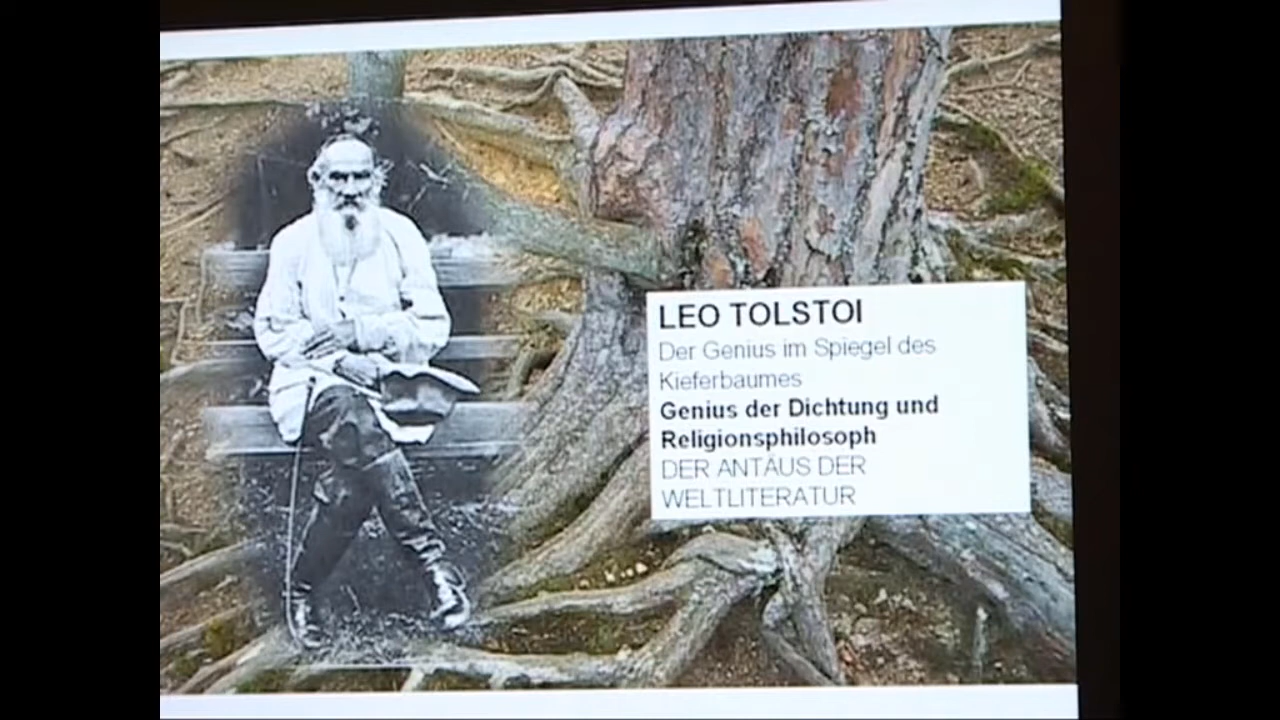 LEO TOLSTOI
Der Genius im Spiegel des
Kieferbaumes
Genius der Dichtung und
Religionsphilosoph
DER ANTÄUS DER
WELTLITERATUR